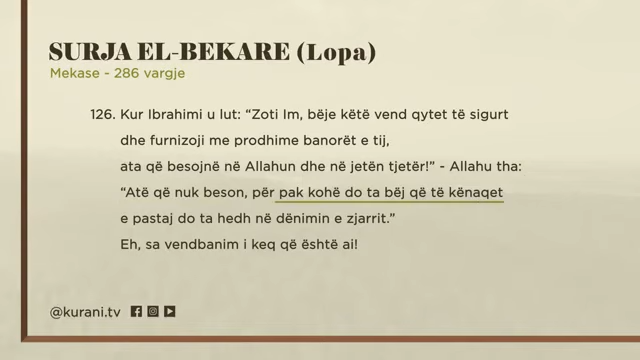 SURJA EL-BEKARE (Lopa)
Mekase - 286 vargje
126. Kur Ibrahimi u lut: “Zoti Im, bëje këtë vend qytet të sigurt
dhe furnizoji me prodhime banorët e tij,
ata që besojnë në Allahun dhe në jetën tjetër!” - Allahu tha:
“Atë që nuk beson, për pak kohë do ta bëj që të kënaqet
e pastaj do ta hedh në dënimin e zjarrit.”
Eh, sa vendbanim i keq që është ai!
@kurani.tv